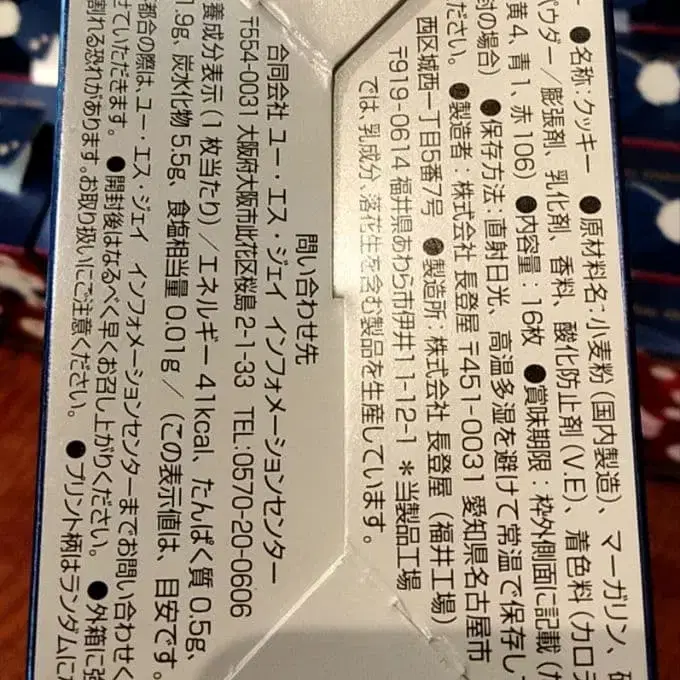 ● 名称：クッキー ● 原材料名：小麦粉（国内製造）、マーガリン、
パウダー／膨張剤、乳化剤、香料、酸化防止剤（V.E）、着色料（カロテ
黄4、青1、赤106） ●内容量：16枚 ●賞味期限：枠外側面に記載
の場合） ●保存方法：直射日光、高温多湿を避けて常温で保存し
ださい。 ●製造者：株式会社 長登屋 〒451-0031 愛知県名古屋市
西区城西一丁目5番7号 ●製造所：株式会社 長登屋（福井工場）
〒919-0614 福井県あわら市伊井11-12-1 ＊当製品工場
では、乳成分、落花生を含む製品を生産しています。
問い合わせ先
合同会社 ユー・エス・ジェイ インフォメーションセンター
〒554-0031 大阪府大阪市此花区桜島 2-1-33 TEL：0570-20-0606
養成分表示（1枚当たり）／エネルギー 41kcal、たんぱく質 0.5g、
1.9g、炭水化物 5.5g、食塩相当量 0.01g／（この表示値は、目安です。
都合の際は、ユー・エス・ジェイ インフォメーションセンターまでお問い合わせく
せていただきます。 ●開封後はなるべく早くお召し上がりください。 ●外箱に強
割れる恐れがあります。お取り扱いにご注意ください。 ●プリント柄はランダムに